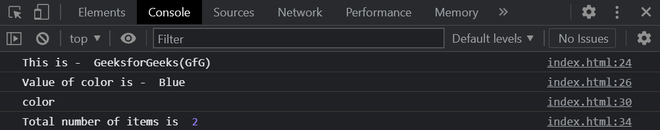 Elements Console Sources Network Performance Memory »
top ▾ Filter Default levels ▾ No Issues
This is -  GeeksforGeeks(GfG) index.html:24
Value of color is -  Blue index.html:26
color index.html:30
Total number of items is  2 index.html:34